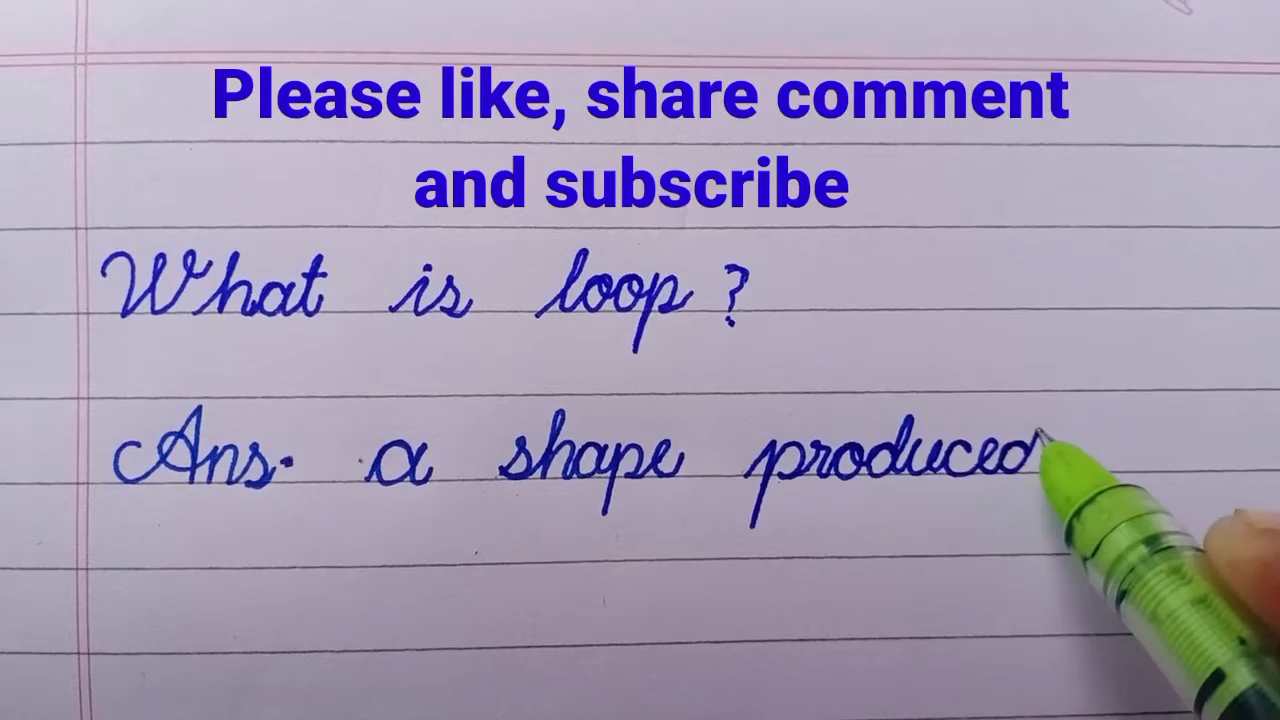 Please like, share comment
and subscribe
What is loop ?
Ans. a shape produced